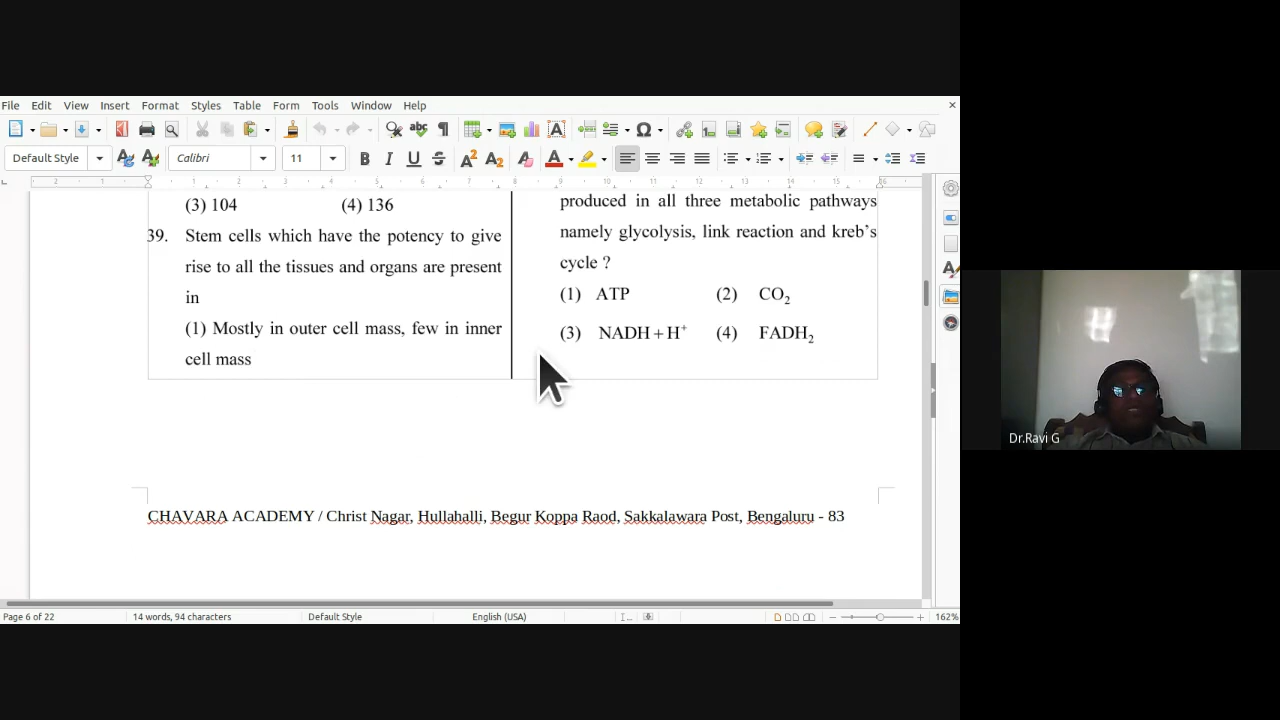 File Edit View Insert Format Styles Table Form Tools Window Help
Default Style Calibri 11
(3) 104 (4) 136
39. Stem cells which have the potency to give
rise to all the tissues and organs are present
in
(1) Mostly in outer cell mass, few in inner
cell mass
produced in all three metabolic pathways
namely glycolysis, link reaction and kreb's
cycle ?
(1) ATP (2) CO₂
(3) NADH + H⁺ (4) FADH₂
CHAVARA ACADEMY / Christ Nagar, Hullahalli, Begur Koppa Raod, Sakkalawara Post, Bengaluru - 83
Page 6 of 22 14 words, 94 characters Default Style English (USA) 162%
Dr.Ravi G